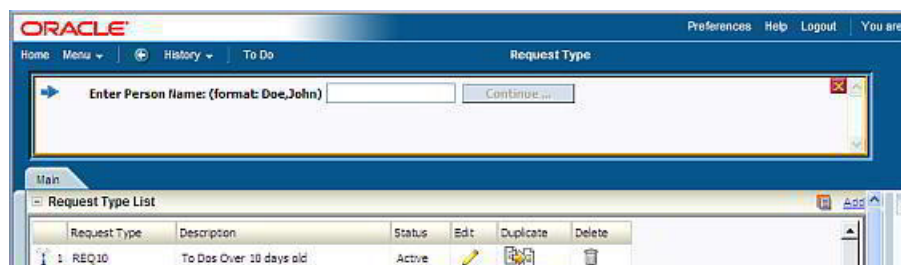 ORACLE
Preferences Help Logout You are
Home Menu History To Do Request Type
Enter Person Name: (format: Doe,John) Continue ...
Main
Request Type List Add
Request Type Description Status Edit Duplicate Delete
1 REQ10 To Dos Over 10 days old Active